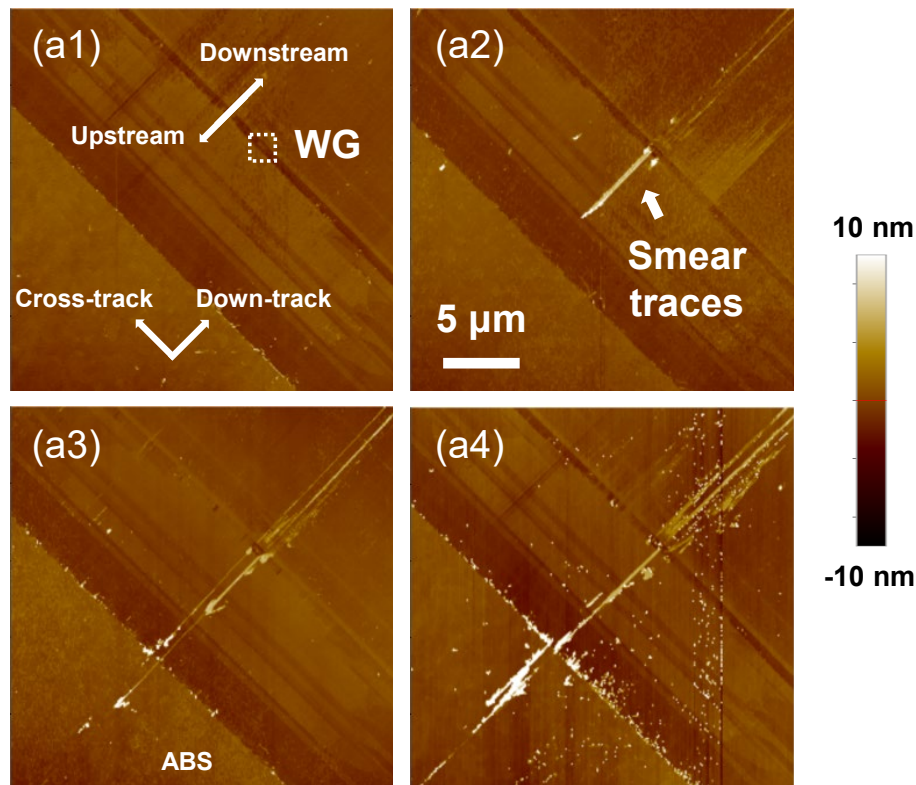 (a1)
Downstream
Upstream
WG
Cross-track
Down-track
(a2)
Smear
traces
5 μm
10 nm
-10 nm
(a3)
ABS
(a4)